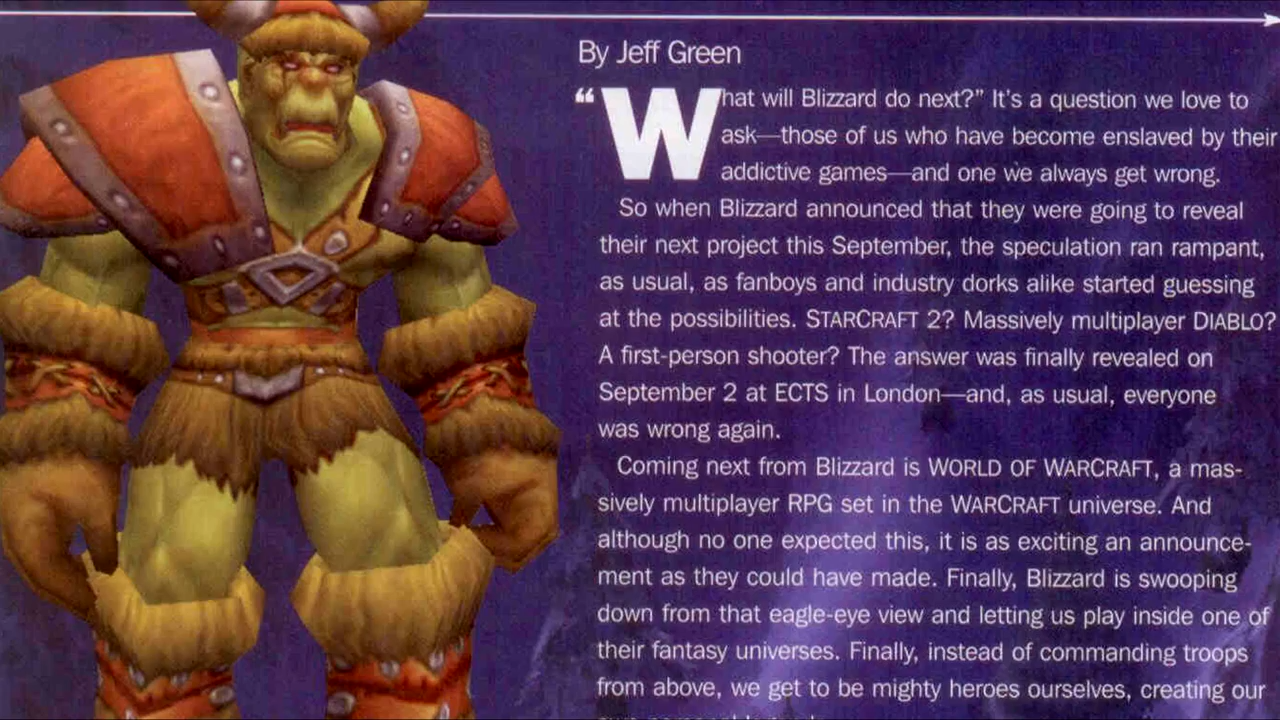 By Jeff Green
“What will Blizzard do next?” It’s a question we love to
ask—those of us who have become enslaved by their
addictive games—and one we always get wrong.
So when Blizzard announced that they were going to reveal
their next project this September, the speculation ran rampant,
as usual, as fanboys and industry dorks alike started guessing
at the possibilities. STARCRAFT 2? Massively multiplayer DIABLO?
A first-person shooter? The answer was finally revealed on
September 2 at ECTS in London—and, as usual, everyone
was wrong again.
Coming next from Blizzard is WORLD OF WARCRAFT, a mas-
sively multiplayer RPG set in the WARCRAFT universe. And
although no one expected this, it is as exciting an announce-
ment as they could have made. Finally, Blizzard is swooping
down from that eagle-eye view and letting us play inside one of
their fantasy universes. Finally, instead of commanding troops
from above, we get to be mighty heroes ourselves, creating our